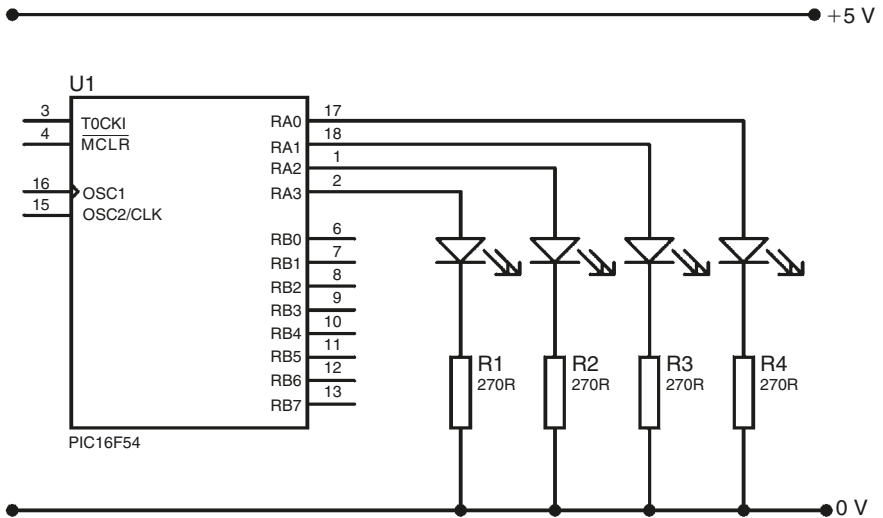 +5 V
U1
3 T0CKI
4 MCLR
16 OSC1
15 OSC2/CLK
RA0 17
RA1 18
RA2 1
RA3 2
RB0 6
RB1 7
RB2 8
RB3 9
RB4 10
RB5 11
RB6 12
RB7 13
PIC16F54
R1
270R
R2
270R
R3
270R
R4
270R
0 V